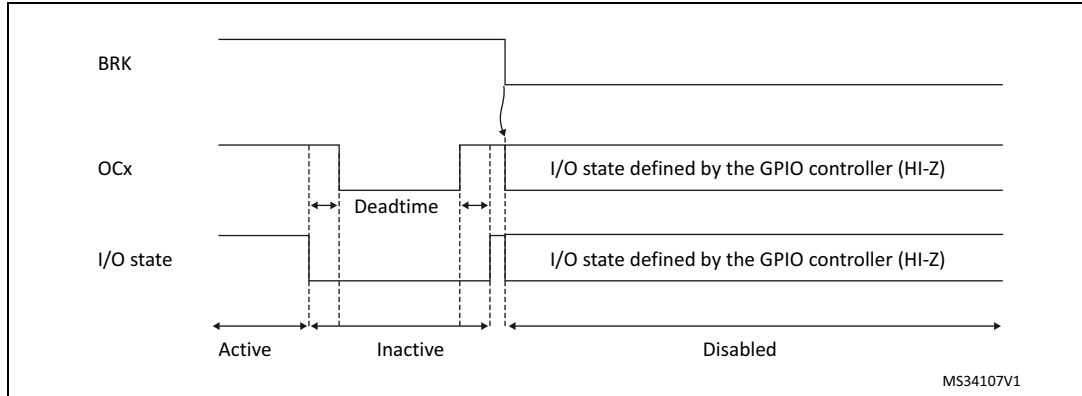 BRK
OCx
I/O state defined by the GPIO controller (HI-Z)
Deadtime
I/O state
I/O state defined by the GPIO controller (HI-Z)
Active
Inactive
Disabled
MS34107V1